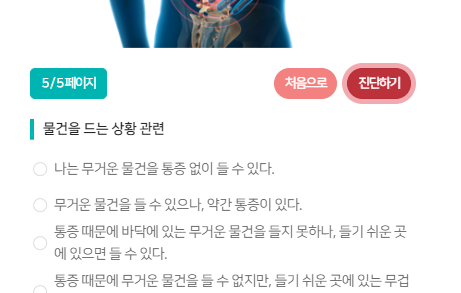 5/5페이지
처음으로
진단하기
물건을 드는 상황 관련
나는 무거운 물건을 통증 없이 들 수 있다.
무거운 물건을 들 수 있으나, 약간 통증이 있다.
통증 때문에 바닥에 있는 무거운 물건을 들지 못하나, 들기 쉬운 곳
에 있으면 들 수 있다.
통증 때문에 무거운 물건을 들 수 없지만, 들기 쉬운 곳에 있는 무겁